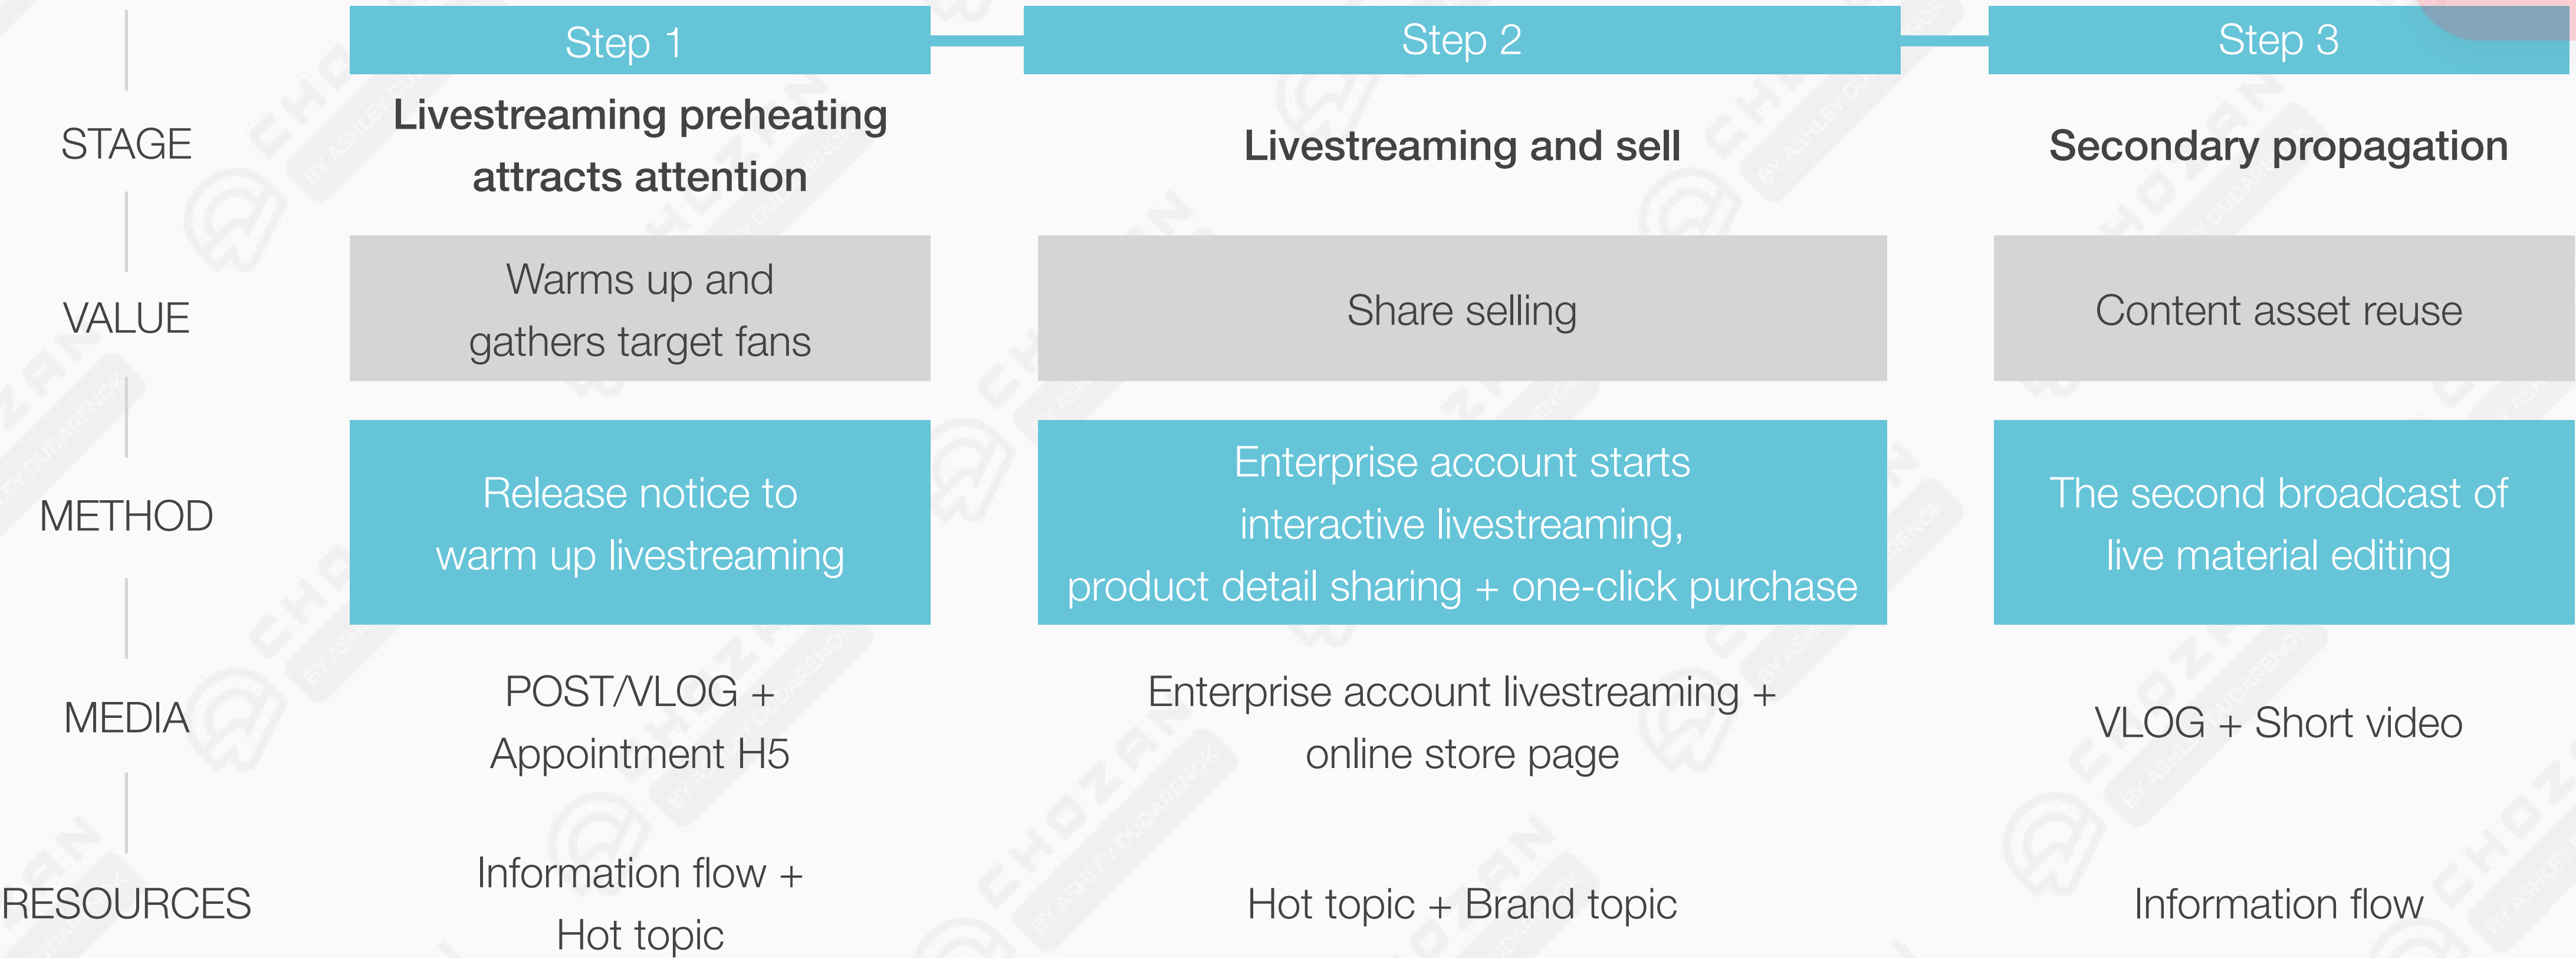 Step 1
Step 2
Step 3
STAGE
Livestreaming preheating
attracts attention
Livestreaming and sell
Secondary propagation
VALUE
Warms up and
gathers target fans
Share selling
Content asset reuse
METHOD
Release notice to
warm up livestreaming
Enterprise account starts
interactive livestreaming,
product detail sharing + one-click purchase
The second broadcast of
live material editing
MEDIA
POST/VLOG +
Appointment H5
Enterprise account livestreaming +
online store page
VLOG + Short video
RESOURCES
Information flow +
Hot topic
Hot topic + Brand topic
Information flow
CHOZAN
BY ASHLEY DUDARENOK